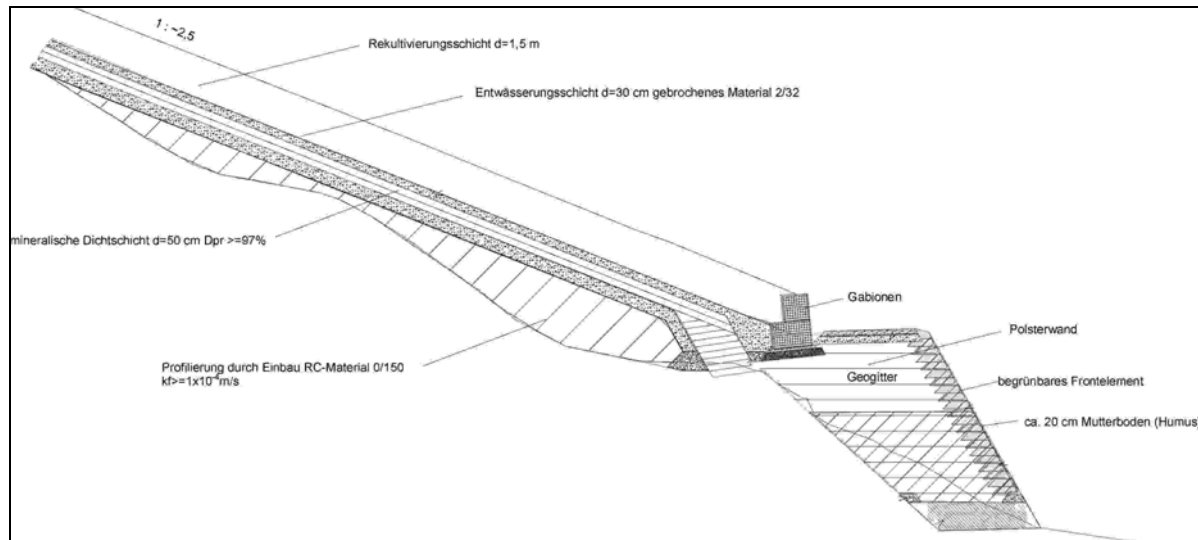 1 : ~2,5
Rekultivierungsschicht d=1,5 m
Entwässerungsschicht d=30 cm gebrochenes Material 2/32
mineralische Dichtschicht d=50 cm Dpr >=97%
Gabionen
Polsterwand
Profilierung durch Einbau RC-Material 0/150
kf>=1x10⁻⁴m/s
Geogitter
begrünbares Frontelement
ca. 20 cm Mutterboden (Humus)